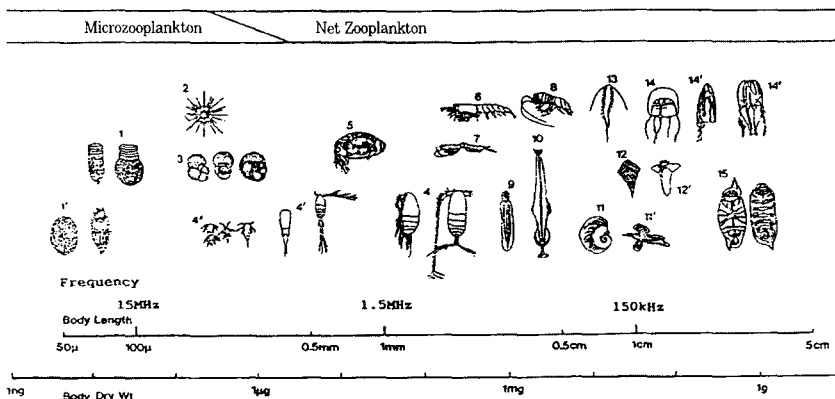 Microzooplankton Net Zooplankton
2 6 8 13 14 14' 14'
1 5 7 10
3 12 12' 15
1' 4' 4 9 11 11'
Frequency
15MHz 1.5MHz 150kHz
Body Length
50μ 100μ 0.5mm 1mm 0.5cm 1cm 5cm
1ng 1μg 1mg 1g
Body Dry Wt.